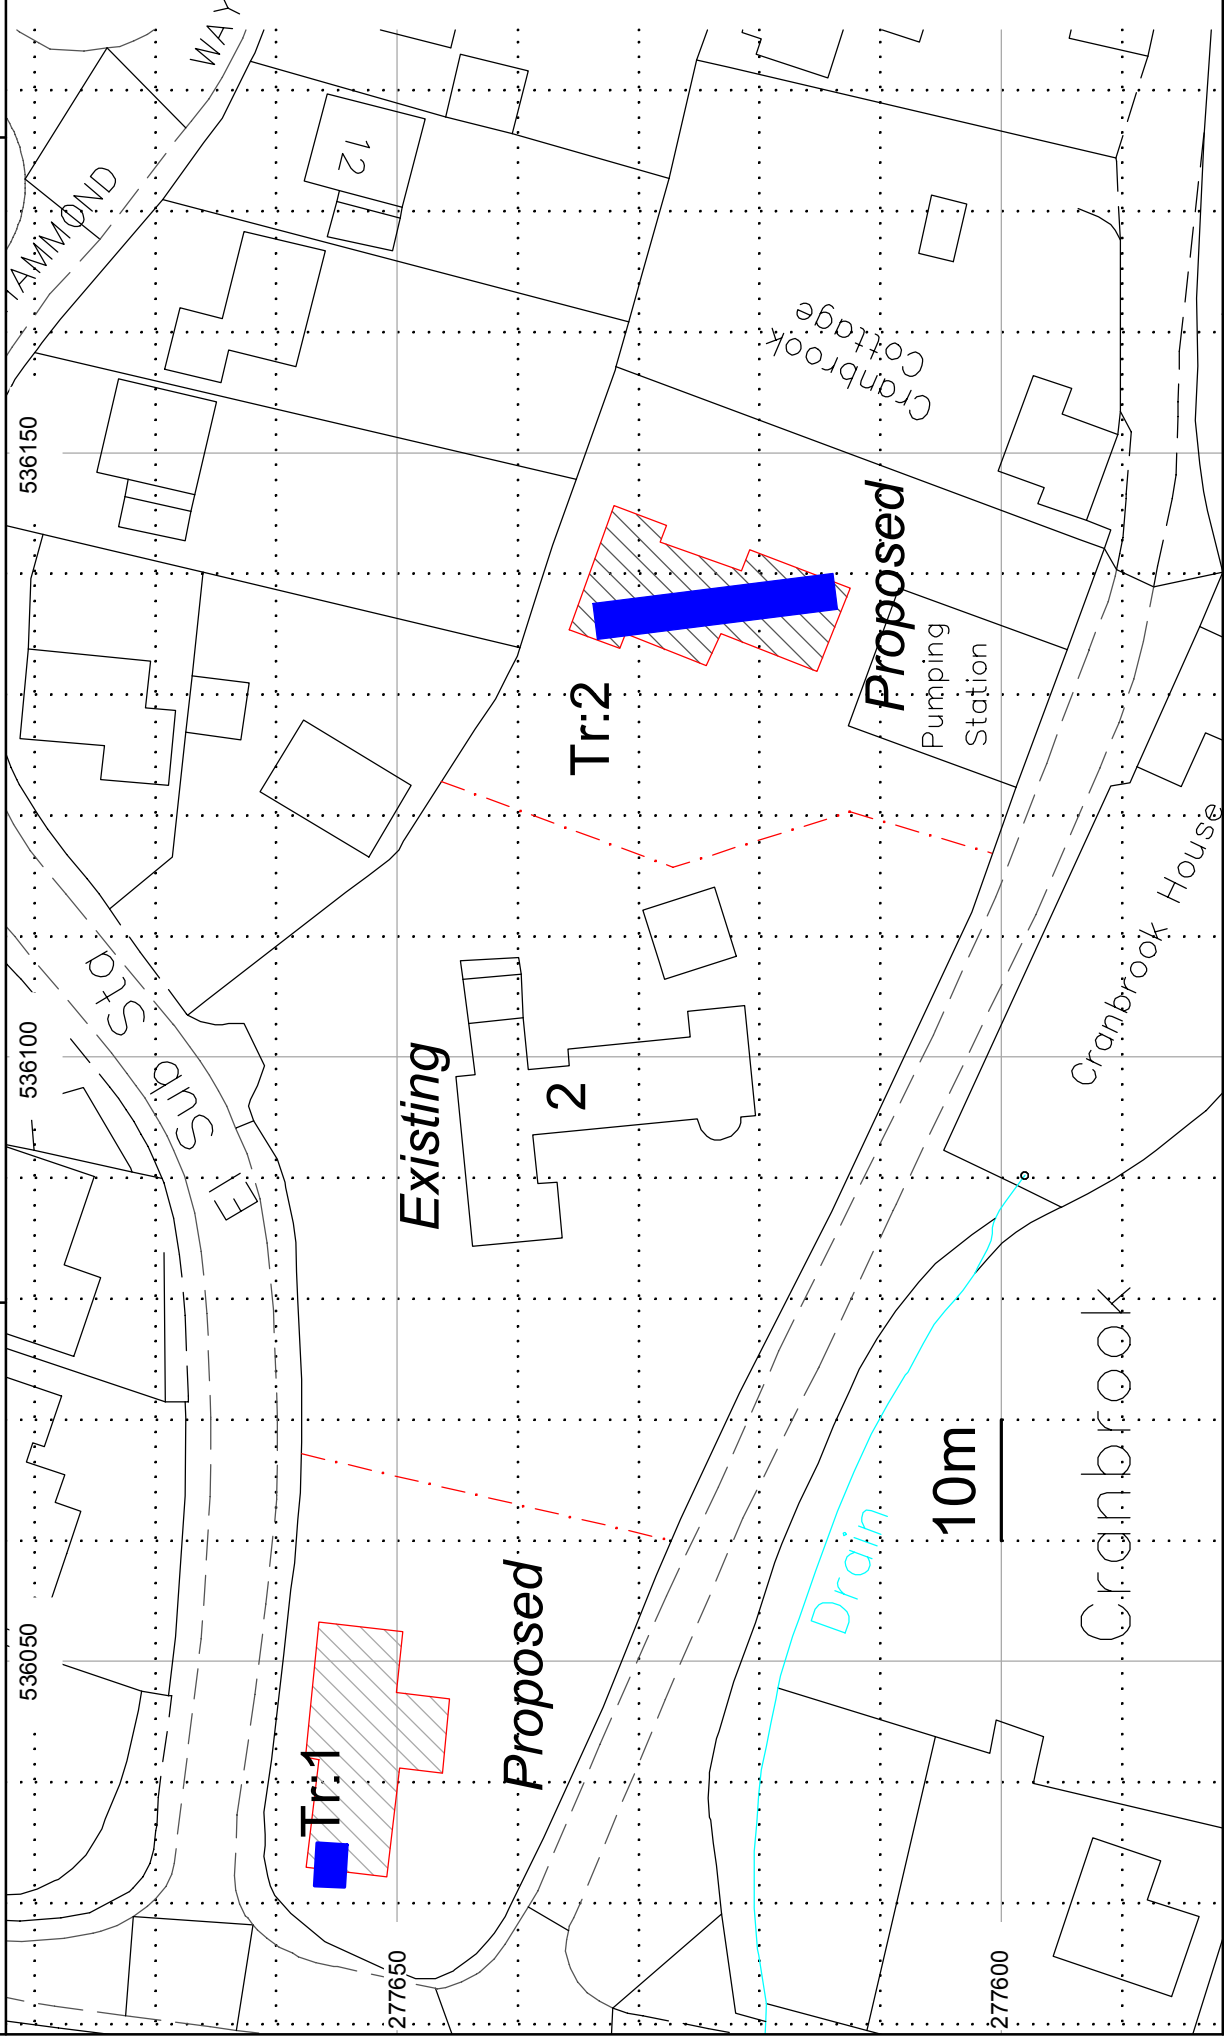 AMMOND
WAY
12
536150
Cranbrook
Cottage
Proposed
Pumping
Station
Tr:2
Cranbrook House
El Sub Sta
536100
Existing
2
10m
Cranbrook
Drain
536050
Tr:1
Proposed
277650
277600